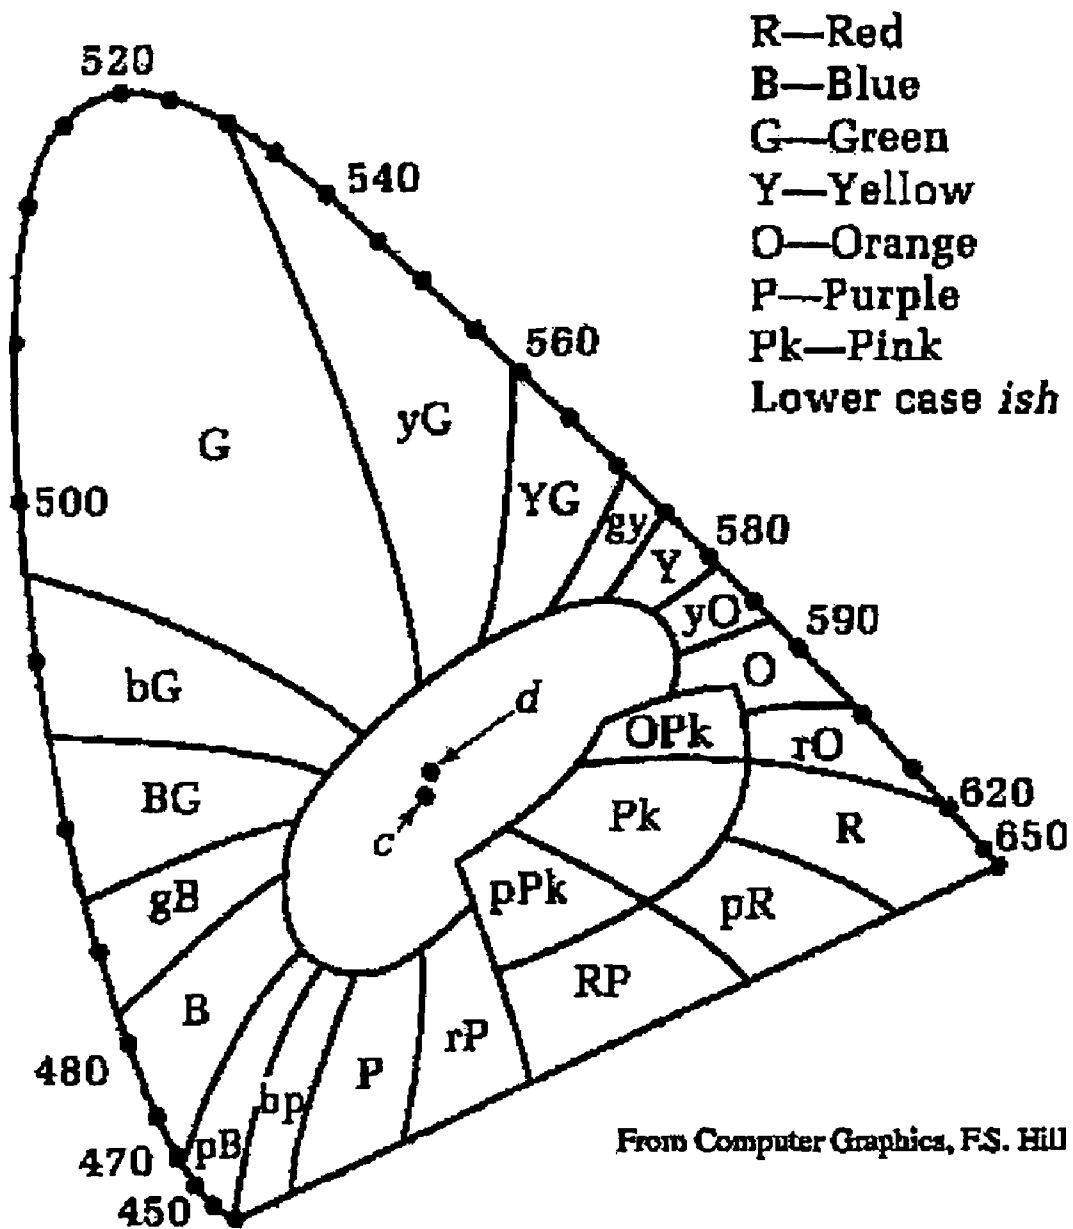 520
R—Red
B—Blue
G—Green
540
Y—Yellow
O—Orange
P—Purple
560
Pk—Pink
Lower case ish
yG
G
500
YG
gy
580
Y
yO
590
O
bG
d
OPk
rO
BG
620
Pk
R
650
c
gB
pPk
pR
RP
B
rP
480
P
bp
From Computer Graphics, F.S. Hill
pB
470
450